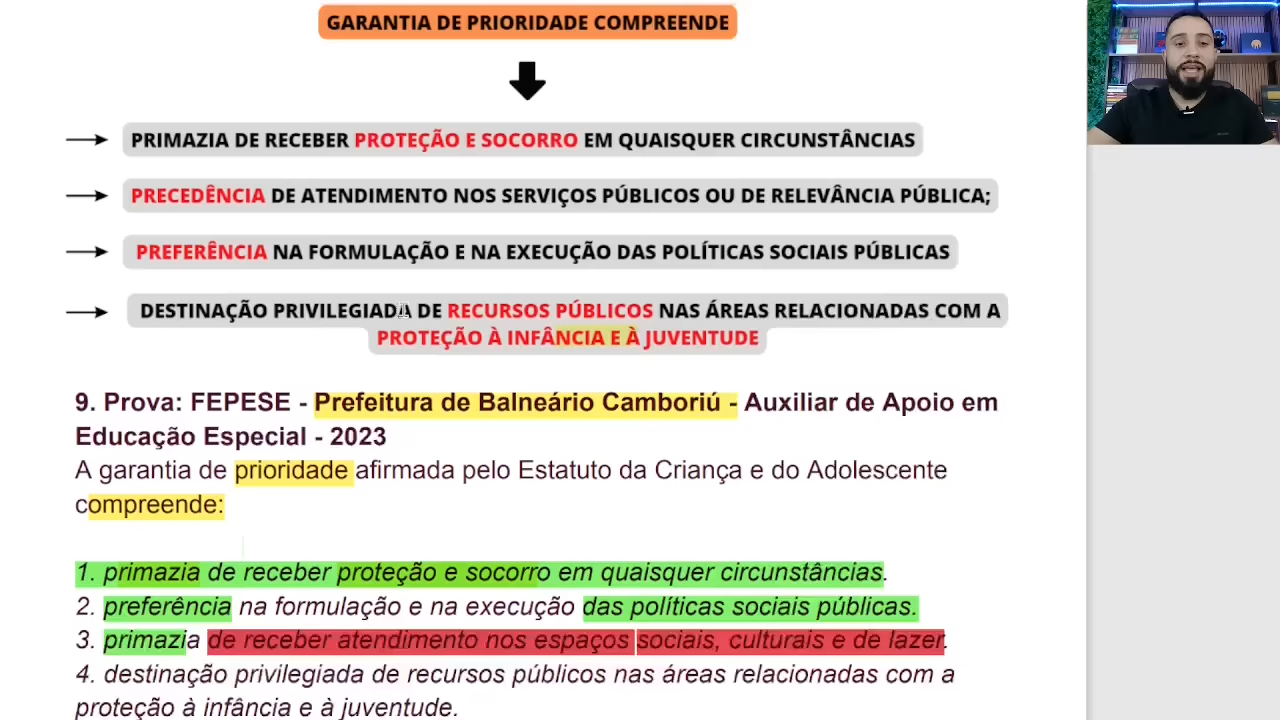 GARANTIA DE PRIORIDADE COMPREENDE
PRIMAZIA DE RECEBER PROTEÇÃO E SOCORRO EM QUAISQUER CIRCUNSTÂNCIAS
PRECEDÊNCIA DE ATENDIMENTO NOS SERVIÇOS PÚBLICOS OU DE RELEVÂNCIA PÚBLICA;
PREFERÊNCIA NA FORMULAÇÃO E NA EXECUÇÃO DAS POLÍTICAS SOCIAIS PÚBLICAS
DESTINAÇÃO PRIVILEGIADA DE RECURSOS PÚBLICOS NAS ÁREAS RELACIONADAS COM A
PROTEÇÃO À INFÂNCIA E À JUVENTUDE
9. Prova: FEPESE - Prefeitura de Balneário Camboriú - Auxiliar de Apoio em
Educação Especial - 2023
A garantia de prioridade afirmada pelo Estatuto da Criança e do Adolescente
compreende:
1. primazia de receber proteção e socorro em quaisquer circunstâncias.
2. preferência na formulação e na execução das políticas sociais públicas.
3. primazia de receber atendimento nos espaços sociais, culturais e de lazer.
4. destinação privilegiada de recursos públicos nas áreas relacionadas com a
proteção à infância e à juventude.